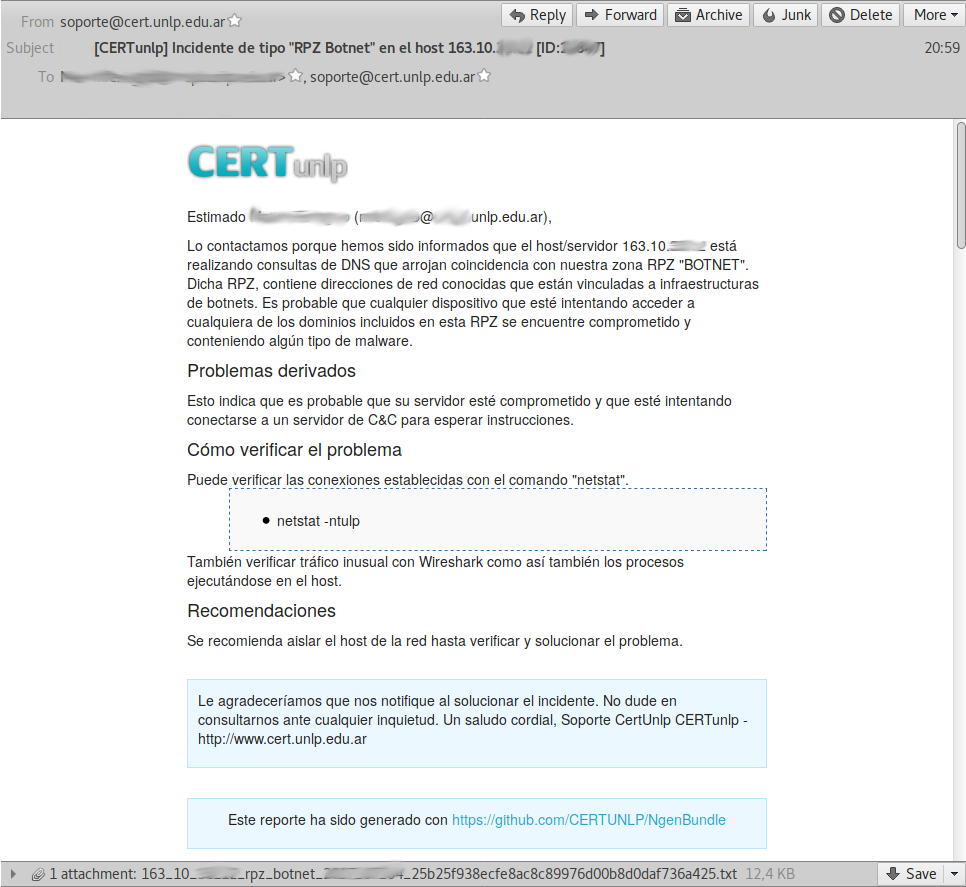 From soporte@cert.unlp.edu.ar
Reply
Forward
Archive
Junk
Delete
More
Subject [CERTunlp] Incidente de tipo "RPZ Botnet" en el host 163.10. [ID: ]
20:59
To , soporte@cert.unlp.edu.ar
CERTunlp
Estimado ( @ unlp.edu.ar),
Lo contactamos porque hemos sido informados que el host/servidor 163.10. está
realizando consultas de DNS que arrojan coincidencia con nuestra zona RPZ "BOTNET".
Dicha RPZ, contiene direcciones de red conocidas que están vinculadas a infraestructuras
de botnets. Es probable que cualquier dispositivo que esté intentando acceder a
cualquiera de los dominios incluidos en esta RPZ se encuentre comprometido y
conteniendo algún tipo de malware.
Problemas derivados
Esto indica que es probable que su servidor esté comprometido y que esté intentando
conectarse a un servidor de C&C para esperar instrucciones.
Cómo verificar el problema
Puede verificar las conexiones establecidas con el comando "netstat".
• netstat -ntulp
También verificar tráfico inusual con Wireshark como así también los procesos
ejecutándose en el host.
Recomendaciones
Se recomienda aislar el host de la red hasta verificar y solucionar el problema.
Le agradeceríamos que nos notifique al solucionar el incidente. No dude en
consultarnos ante cualquier inquietud. Un saludo cordial, Soporte CertUnlp CERTunlp -
http://www.cert.unlp.edu.ar
Este reporte ha sido generado con https://github.com/CERTUNLP/NgenBundle
1 attachment: 163_10_ _rpz_botnet_ _25b25f938ecfe8ac8c89976d00b8d0daf736a425.txt 12,4 KB
Save